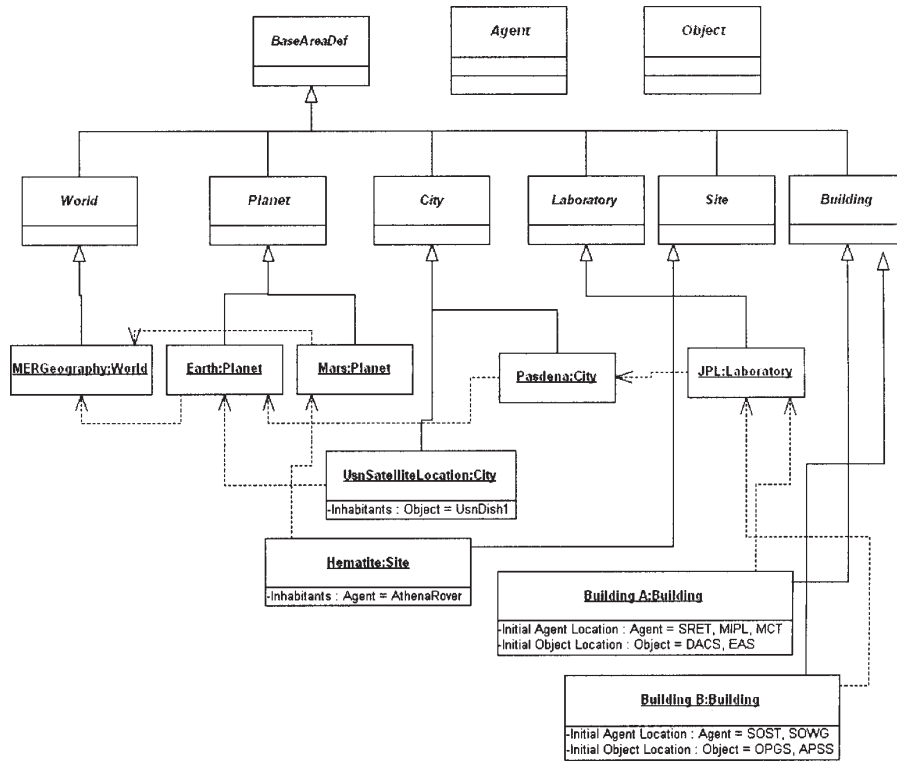 BaseAreaDef
Agent
Object
World
Planet
City
Laboratory
Site
Building
MERGeography:World
Earth:Planet
Mars:Planet
Pasdena:City
JPL:Laboratory
UsnSatelliteLocation:City
-Inhabitants : Object = UsnDish1
Hematite:Site
-Inhabitants : Agent = AthenaRover
Building A:Building
-Initial Agent Location : Agent = SRET, MIPL, MCT
-Initial Object Location : Object = DACS, EAS
Building B:Building
-Initial Agent Location : Agent = SOST, SOWG
-Initial Object Location : Object = OPGS, APSS